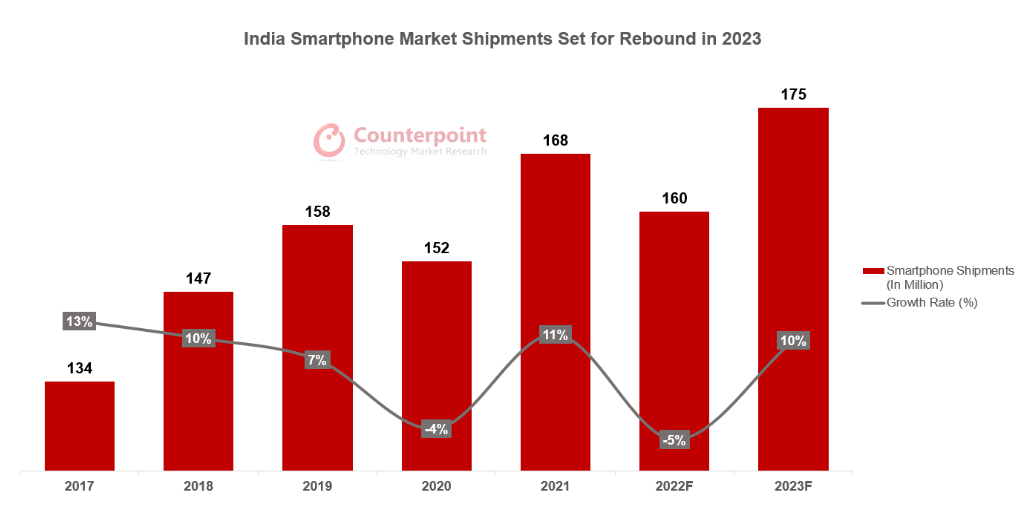 India Smartphone Market Shipments Set for Rebound in 2023
175
Counterpoint
Technology Market Research
168
158
160
152
147
134
Smartphone Shipments
(In Million)
Growth Rate (%)
13%
10%
7%
-4%
11%
-5%
10%
2017
2018
2019
2020
2021
2022F
2023F